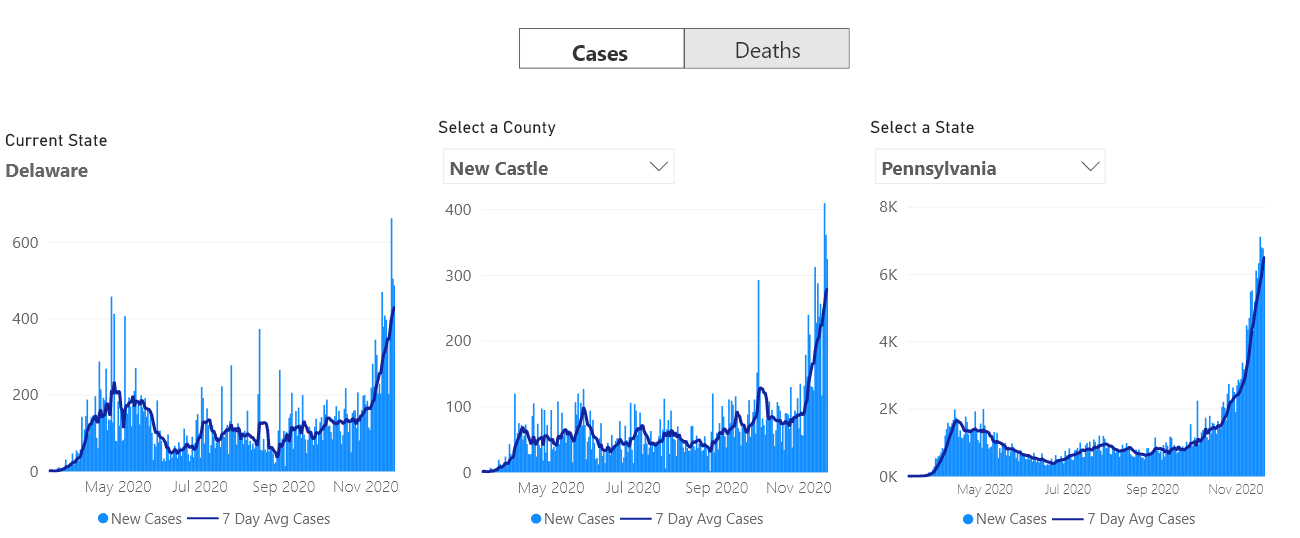 Cases Deaths
Current State
Delaware
Select a County
New Castle
Select a State
Pennsylvania
600
400
200
0
May 2020 Jul 2020 Sep 2020 Nov 2020
New Cases 7 Day Avg Cases
400
300
200
100
0
May 2020 Jul 2020 Sep 2020 Nov 2020
New Cases 7 Day Avg Cases
8K
6K
4K
2K
0K
May 2020 Jul 2020 Sep 2020 Nov 2020
New Cases 7 Day Avg Cases